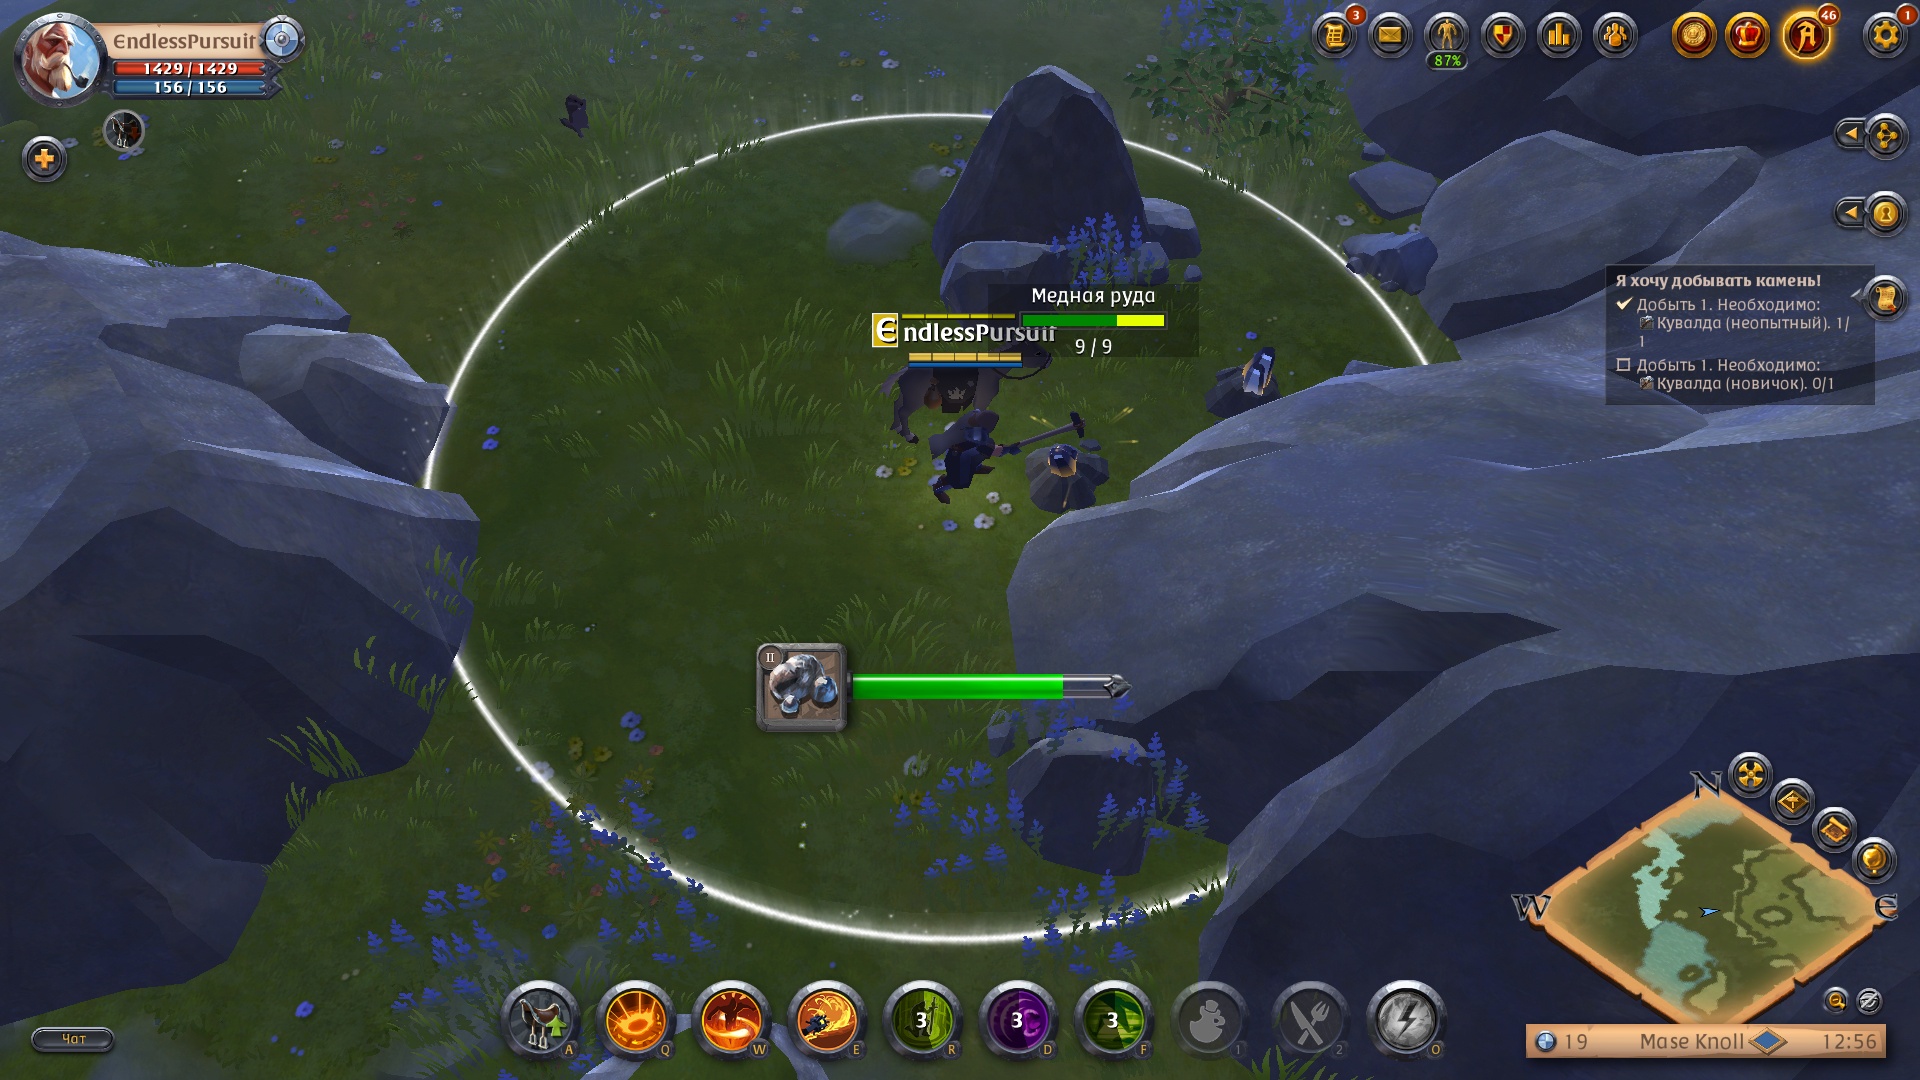 EndlessPursuit
1429 / 1429
156 / 156
3
87%
46
1
Я хочу добывать камень!
Добыть 1. Необходимо:
Кувалда (неопытный). 1/
1
Добыть 1. Необходимо:
Кувалда (новичок). 0/1
Медная руда
EndlessPursuit
9 / 9
II
N
W
E
A
Q
W
E
3
R
3
D
3
F
1
2
O
Чат
19
Mase Knoll
12:56